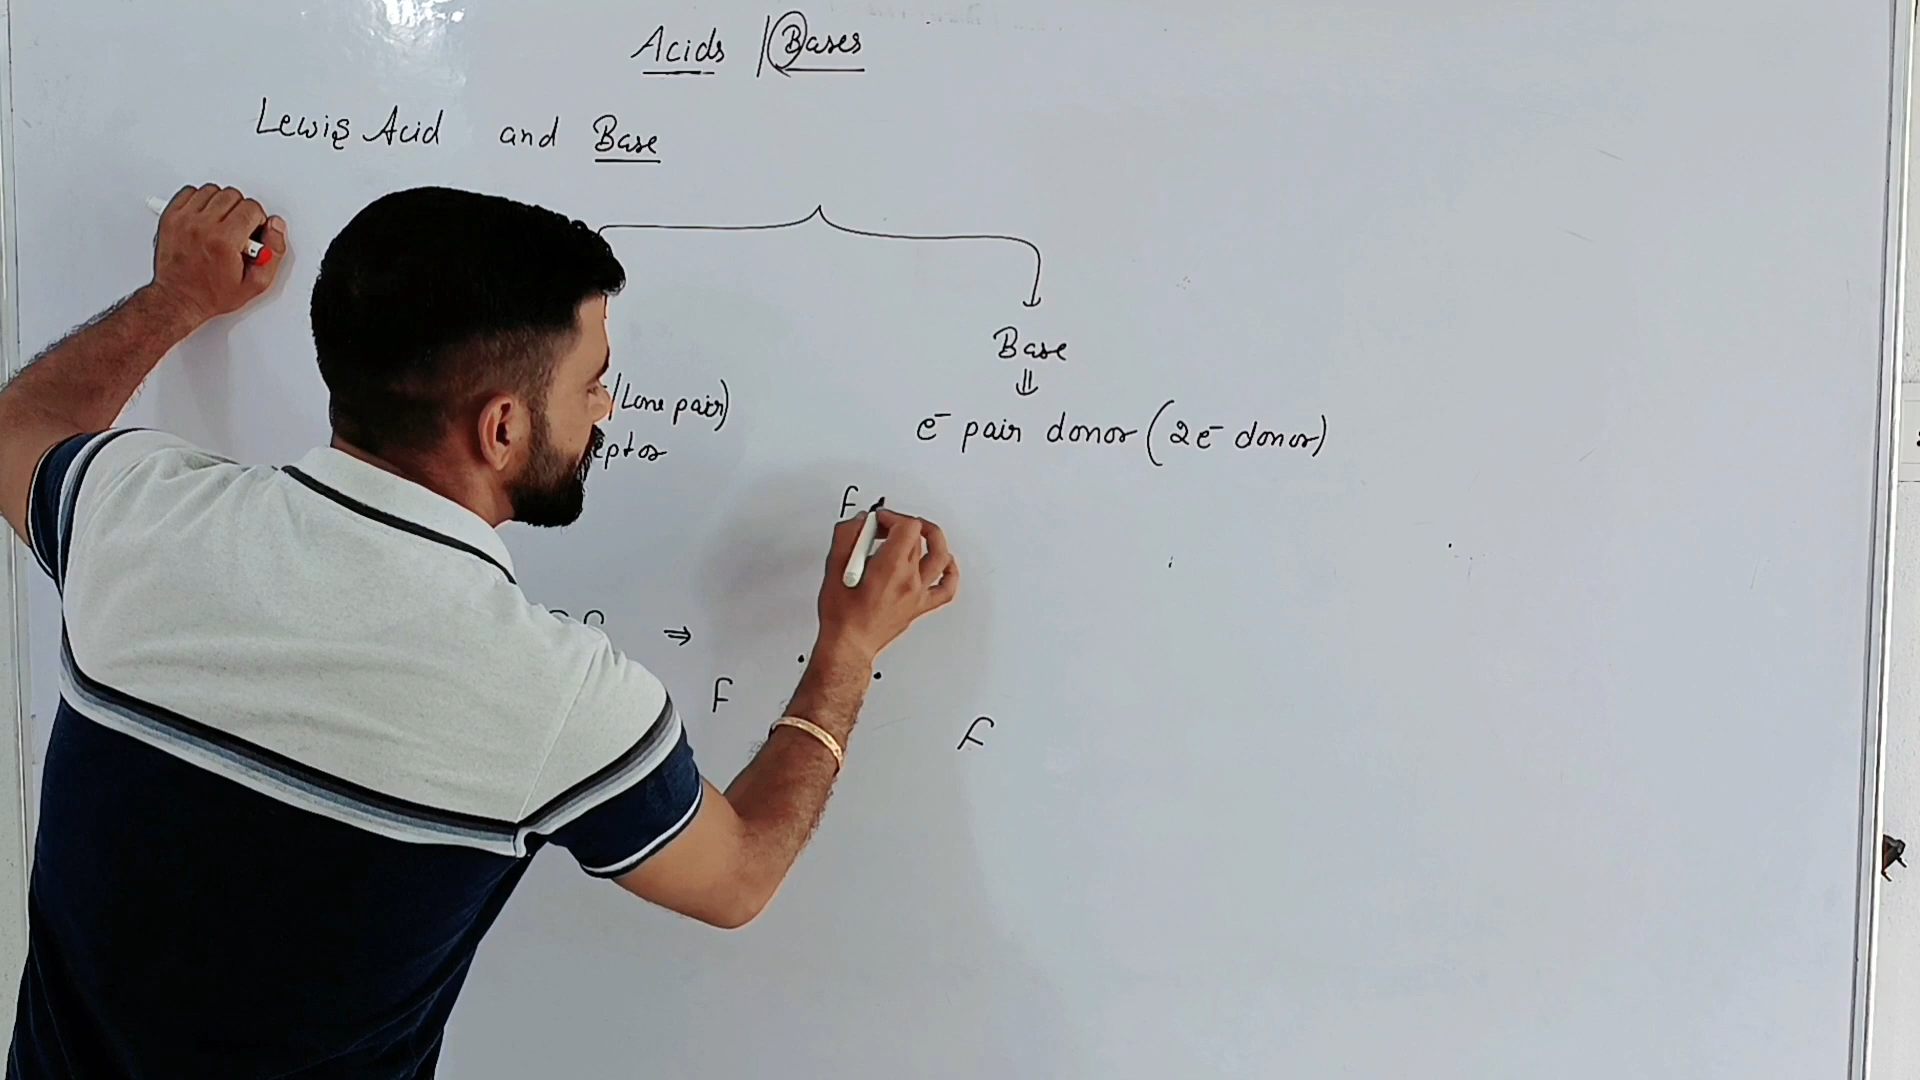 Acids / Bases
Lewis Acid and Base
Base
⇓
/Lone pair)
e⁻ pair donor (2e⁻ donor)
eptor
F
⇒
F
F